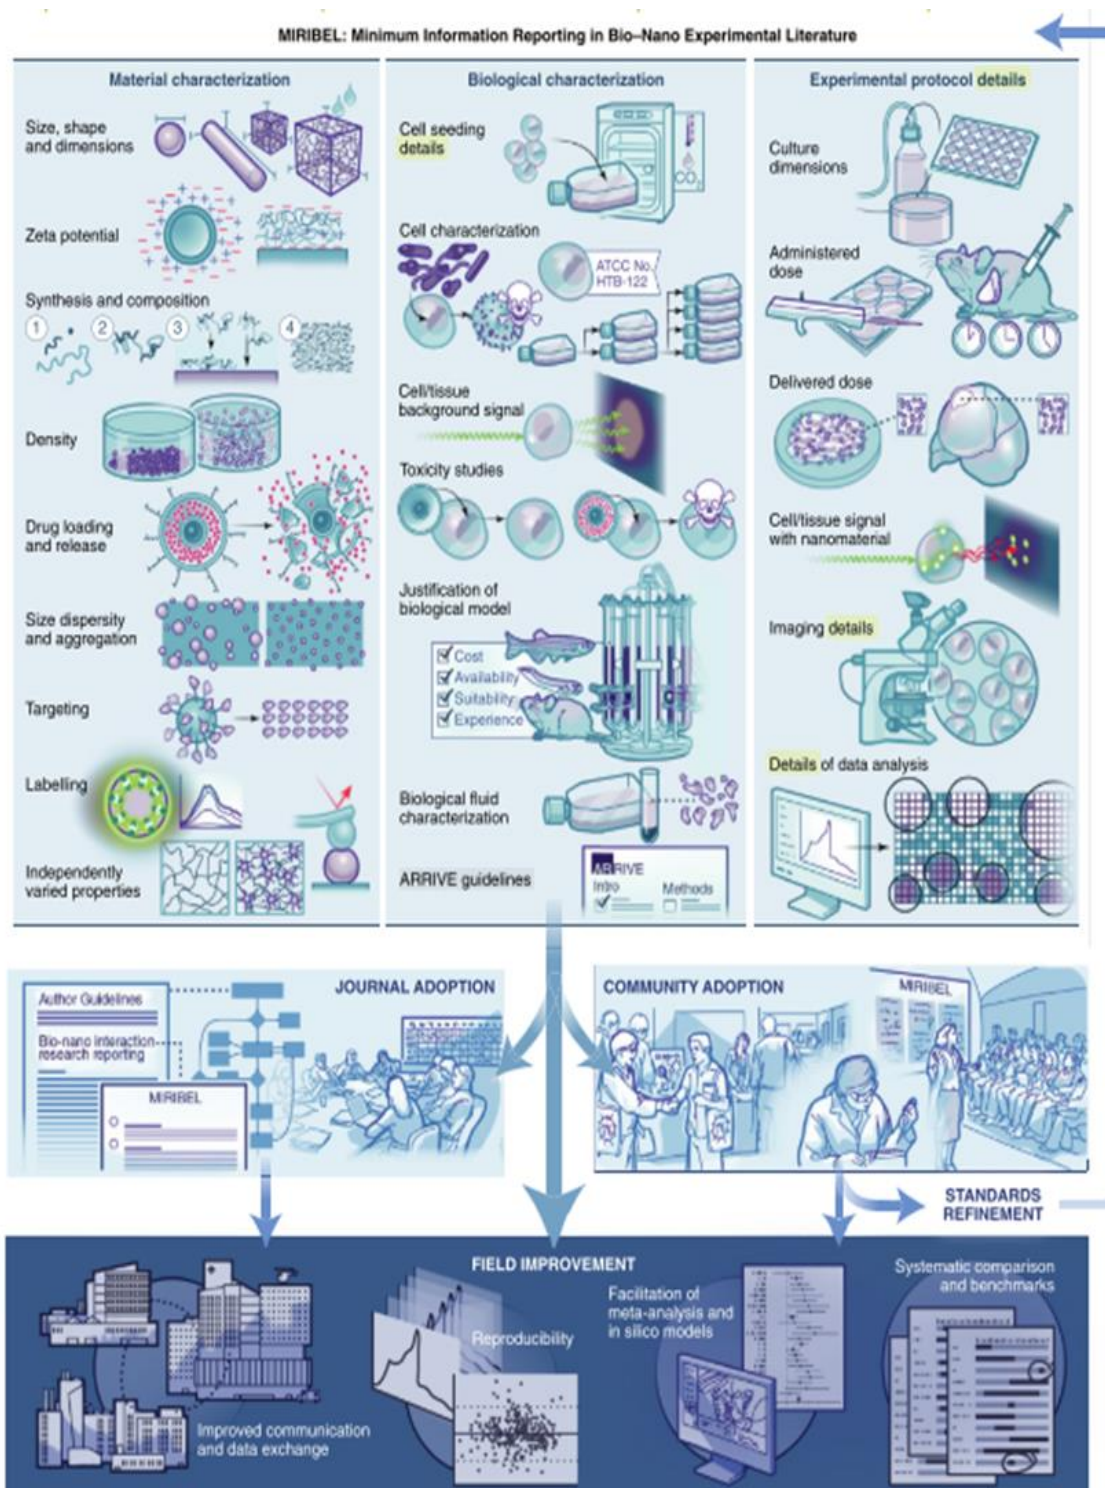 MIRIBEL: Minimum Information Reporting in Bio–Nano Experimental Literature
Material characterization
Size, shape
and dimensions
Zeta potential
Synthesis and composition
1
2
3
4
Density
Drug loading
and release
Size dispersity
and aggregation
Targeting
Labelling
Independently
varied properties
Biological characterization
Cell seeding
details
CO₂
Cell characterization
ATCC No.
HTB-122
Cell/tissue
background signal
Toxicity studies
Justification of
biological model
Cost
Availability
Suitability
Experience
Biological fluid
characterization
ARRIVE guidelines
ARRIVE
Intro
Methods
Experimental protocol details
Culture
dimensions
Administered
dose
Delivered dose
Cell/tissue signal
with nanomaterial
Imaging details
Details of data analysis
JOURNAL ADOPTION
Author Guidelines
Bio-nano interaction
research reporting
MIRIBEL
COMMUNITY ADOPTION
MIRIBEL
STANDARDS
REFINEMENT
FIELD IMPROVEMENT
Improved communication
and data exchange
Reproducibility
Facilitation of
meta-analysis and
in silico models
Systematic comparison
and benchmarks